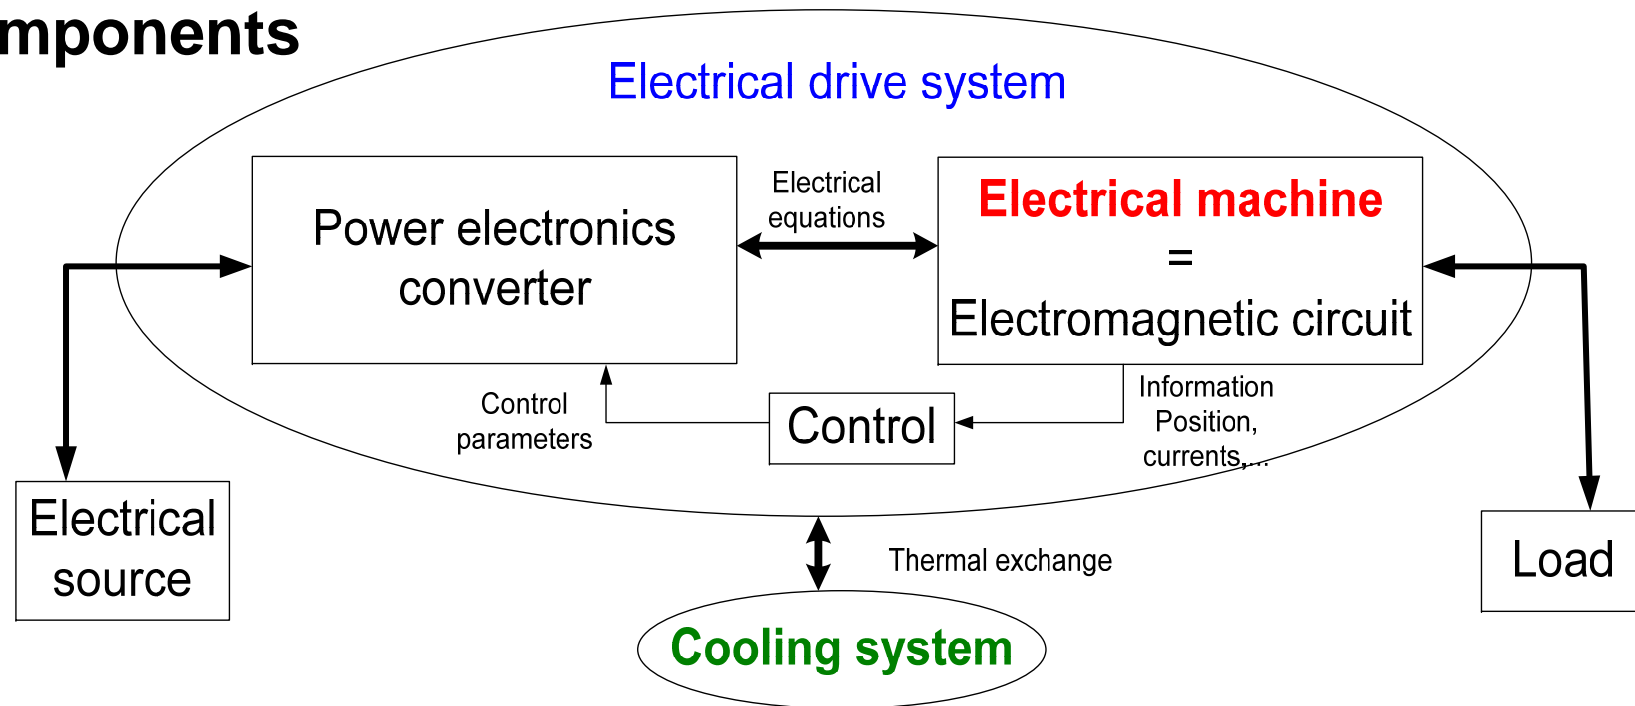 mponents
Electrical drive system
Power electronics
converter
Electrical
equations
Electrical machine
=
Electromagnetic circuit
Control
parameters
Control
Information
Position,
currents,...
Electrical
source
Thermal exchange
Load
Cooling system